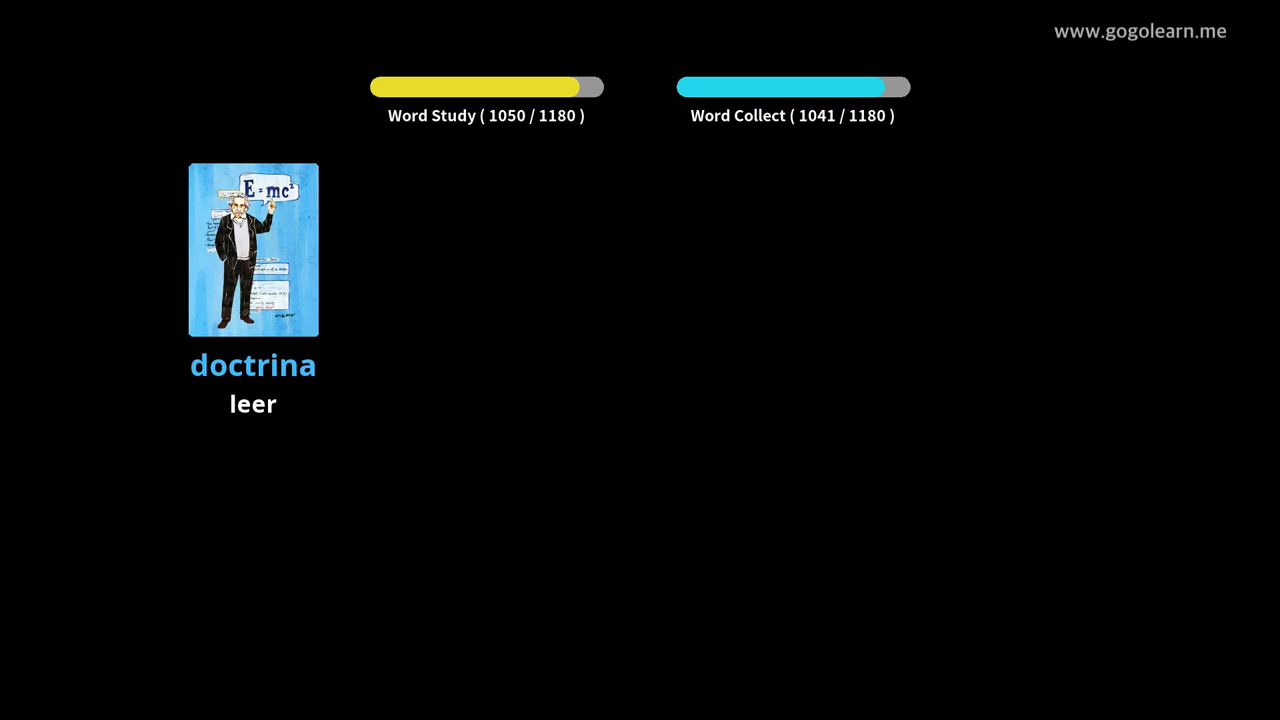 www.gogolearn.me
Word Study ( 1050 / 1180 )
Word Collect ( 1041 / 1180 )
E = mc²
doctrina
leer